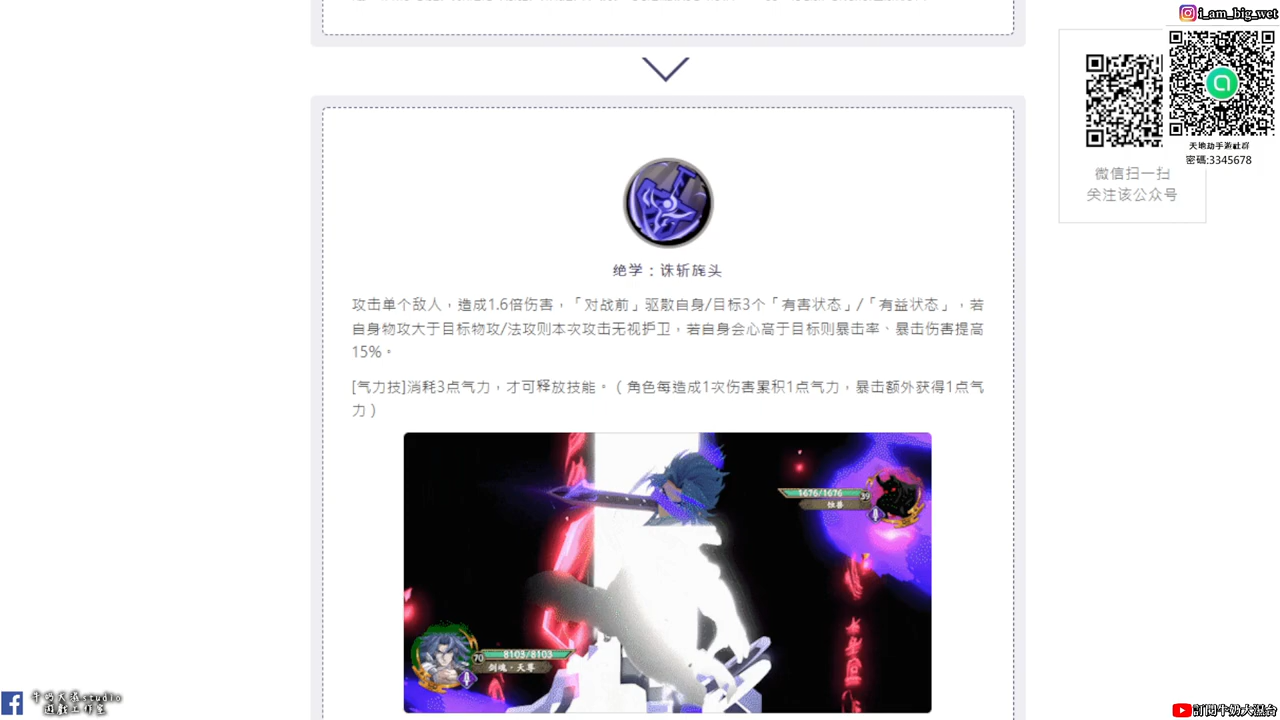 i_am_big_wet
天地劫手游社群
密碼:3345678
微信扫一扫
关注该公众号
绝学：诛斩旄头
攻击单个敌人，造成1.6倍伤害，「对战前」驱散自身/目标3个「有害状态」/「有益状态」，若
自身物攻大于目标物攻/法攻则本次攻击无视护卫，若自身会心高于目标则暴击率、暴击伤害提高
15%。
[气力技]消耗3点气力，才可释放技能。（角色每造成1次伤害累积1点气力，暴击额外获得1点气
力）
1676/1676
39
8103/8103
70
剑魂·天尊
牛奶大濕studio
遊戲工作室
訂閱牛奶大濕会